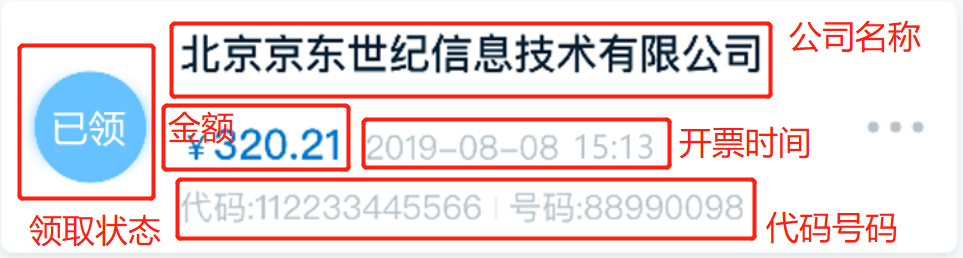 北京京东世纪信息技术有限公司 公司名称
已领 金额
¥320.21 2019-08-08 15:13 开票时间
代码:112233445566 | 号码:88990098 代码号码
领取状态